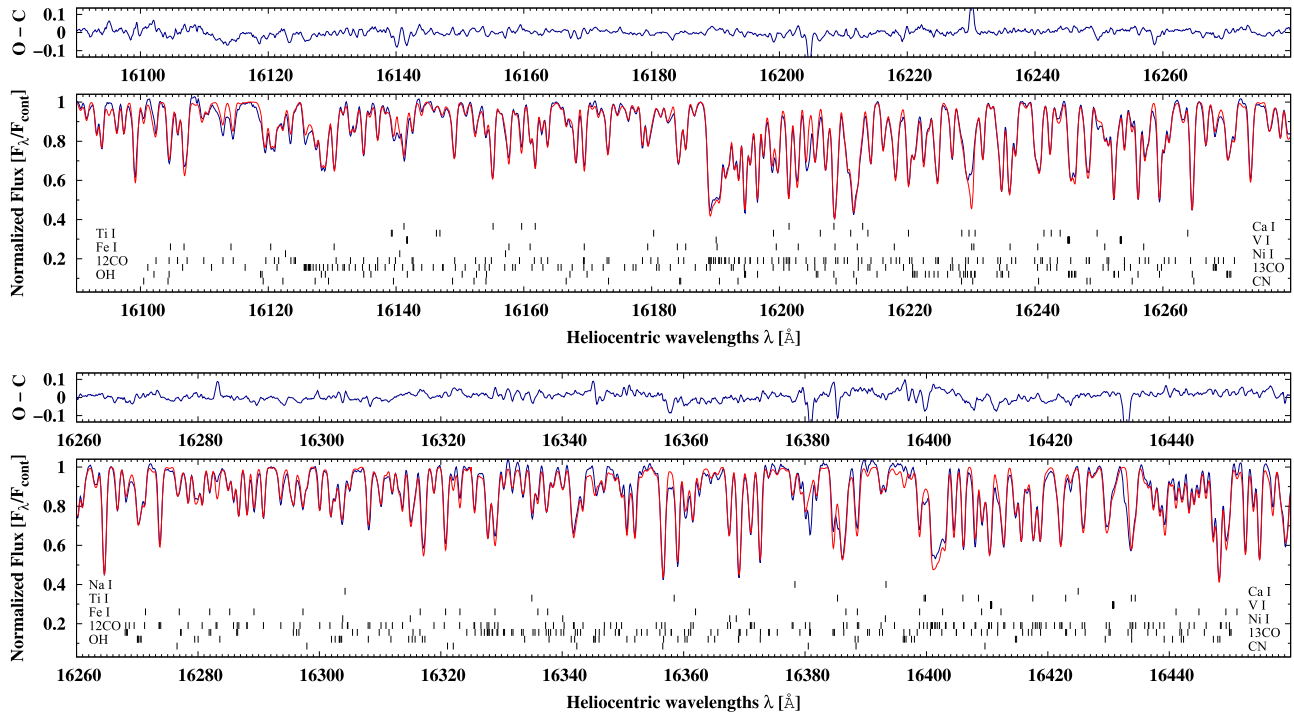 0.1
0
−0.1
O − C
16100 16120 16140 16160 16180 16200 16220 16240 16260
1
0.8
0.6
0.4
0.2
Normalized Flux [Fλ/Fcont]
Ti I Ca I
Fe I V I
12CO Ni I
OH 13CO
CN
16100 16120 16140 16160 16180 16200 16220 16240 16260
Heliocentric wavelengths λ [Å]
0.1
0
−0.1
O − C
16260 16280 16300 16320 16340 16360 16380 16400 16420 16440
1
0.8
0.6
0.4
0.2
Normalized Flux [Fλ/Fcont]
Na I
Ti I Ca I
Fe I V I
12CO Ni I
OH 13CO
CN
16260 16280 16300 16320 16340 16360 16380 16400 16420 16440
Heliocentric wavelengths λ [Å]